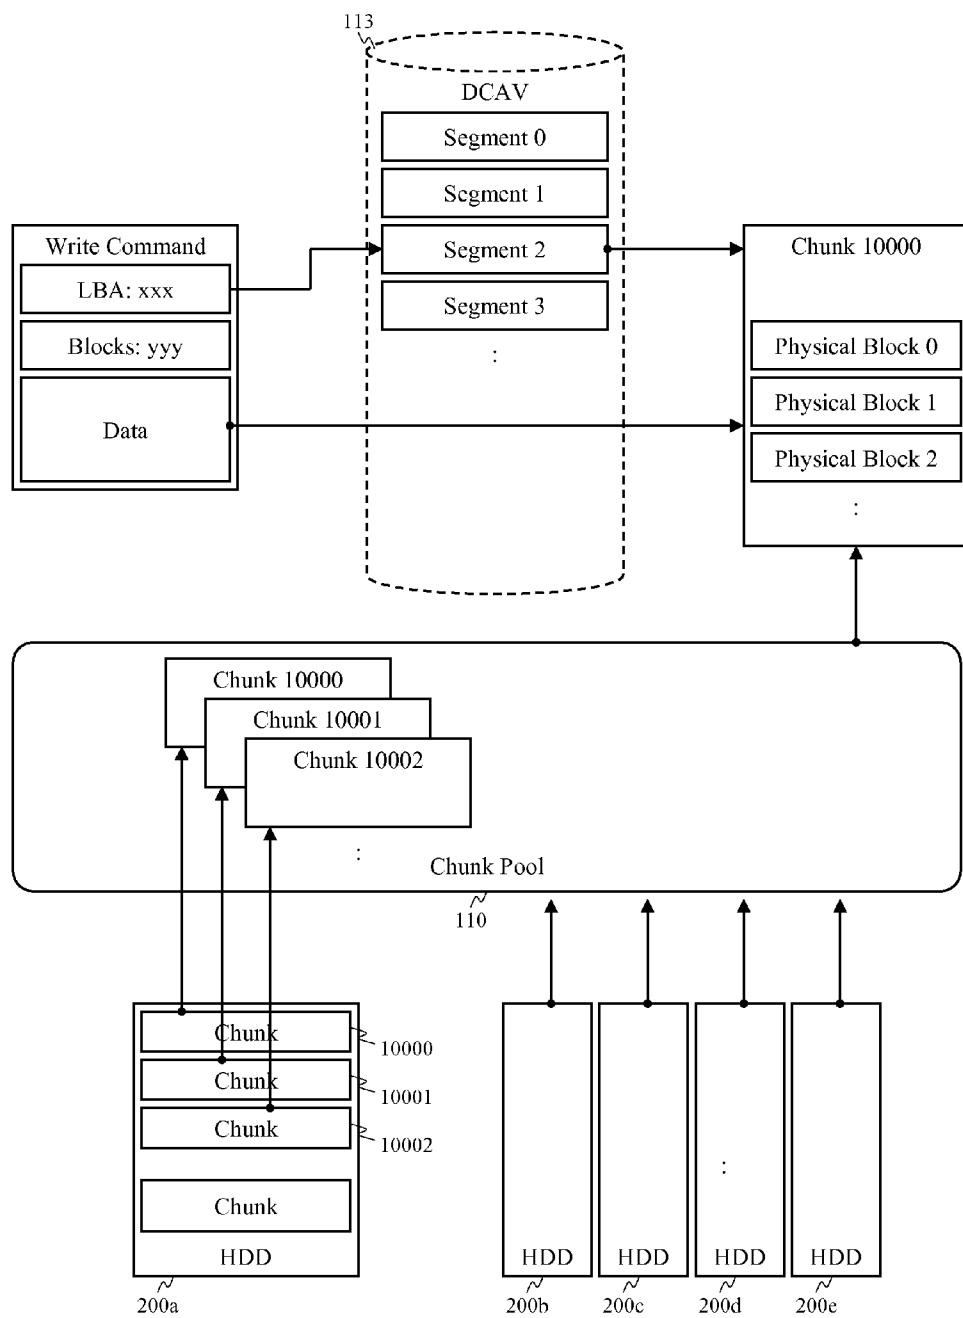 113
DCAV
Segment 0
Segment 1
Segment 2
Segment 3
:
Write Command
LBA: xxx
Blocks: yyy
Data
Chunk 10000
Physical Block 0
Physical Block 1
Physical Block 2
:
Chunk 10000
Chunk 10001
Chunk 10002
:
Chunk Pool
110
Chunk
10000
Chunk
10001
Chunk
10002
Chunk
HDD
200a
:
HDD
HDD
HDD
HDD
200b
200c
200d
200e